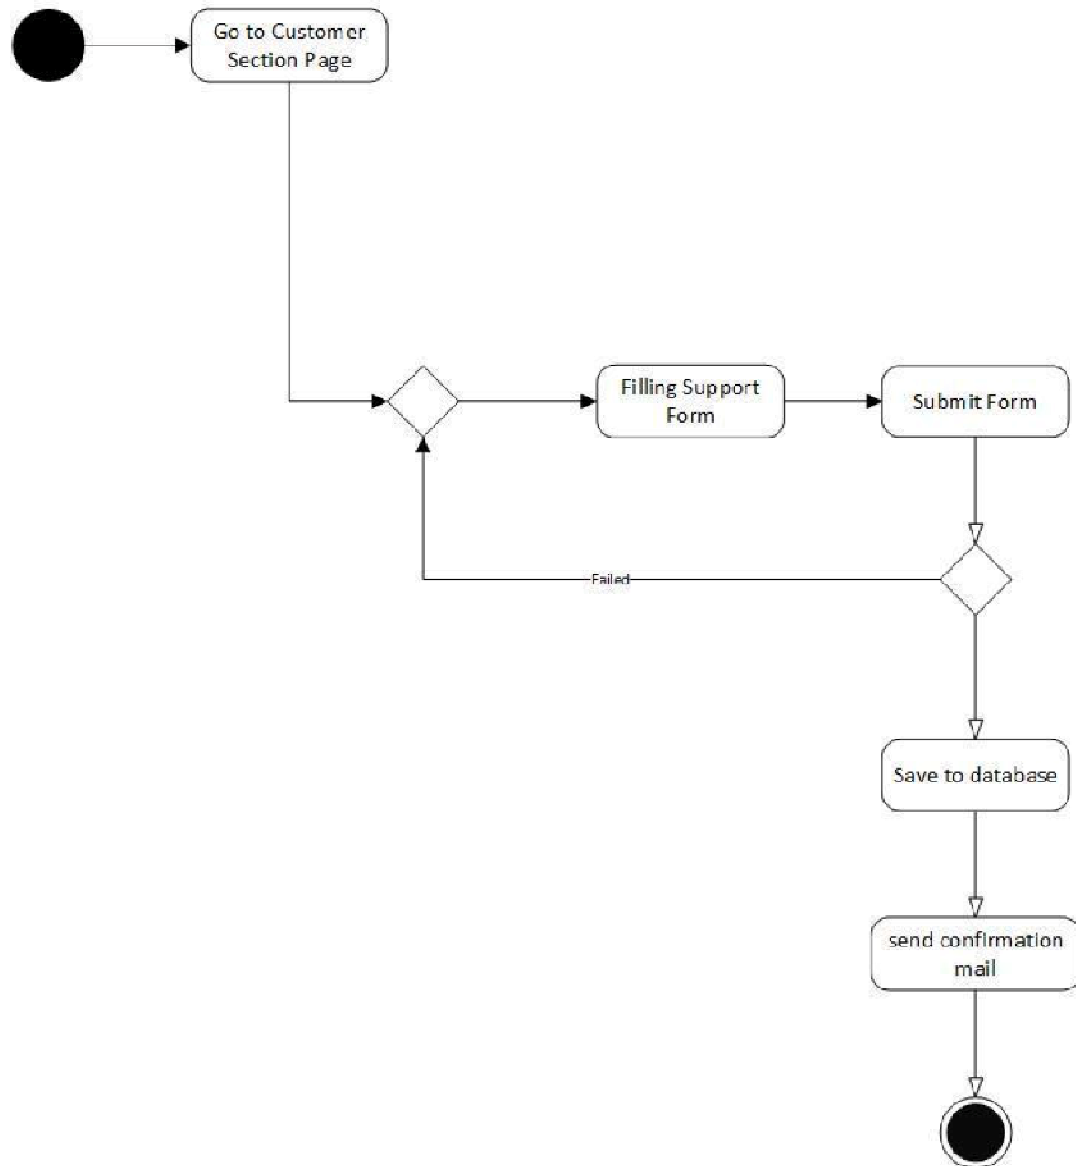 Go to Customer
Section Page
Filling Support
Form
Submit Form
Failed
Save to database
send confirmation
mail